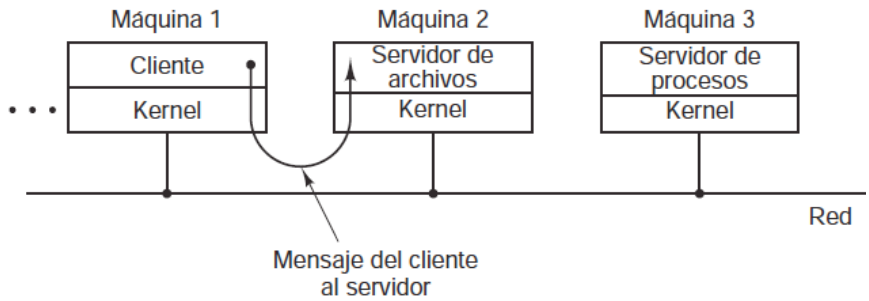 Máquina 1
Máquina 2
Máquina 3
Cliente
Servidor de
archivos
Servidor de
procesos
Kernel
Kernel
Kernel
Red
Mensaje del cliente
al servidor